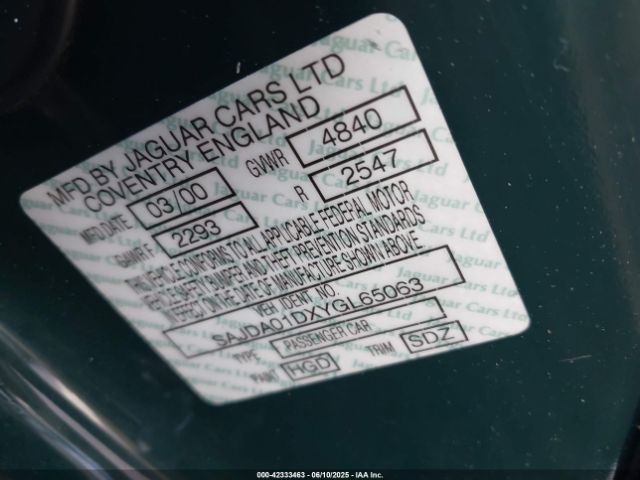 MFD BY JAGUAR CARS LTD
COVENTRY ENGLAND
MFD DATE 03/00 GVWR 4840
GAWR F 2293 R 2547
THIS VEHICLE CONFORMS TO ALL APPLICABLE FEDERAL MOTOR
VEHICLE SAFETY BUMPER AND THEFT PREVENTION STANDARDS
IN EFFECT ON THE DATE OF MANUFACTURE SHOWN ABOVE.
VEH IDENT. NO.
SAJDA01DXYGL65063
TYPE PASSENGER CAR
PAINT HGD TRIM SDZ
000-42333463 - 06/10/2025 - IAA Inc.